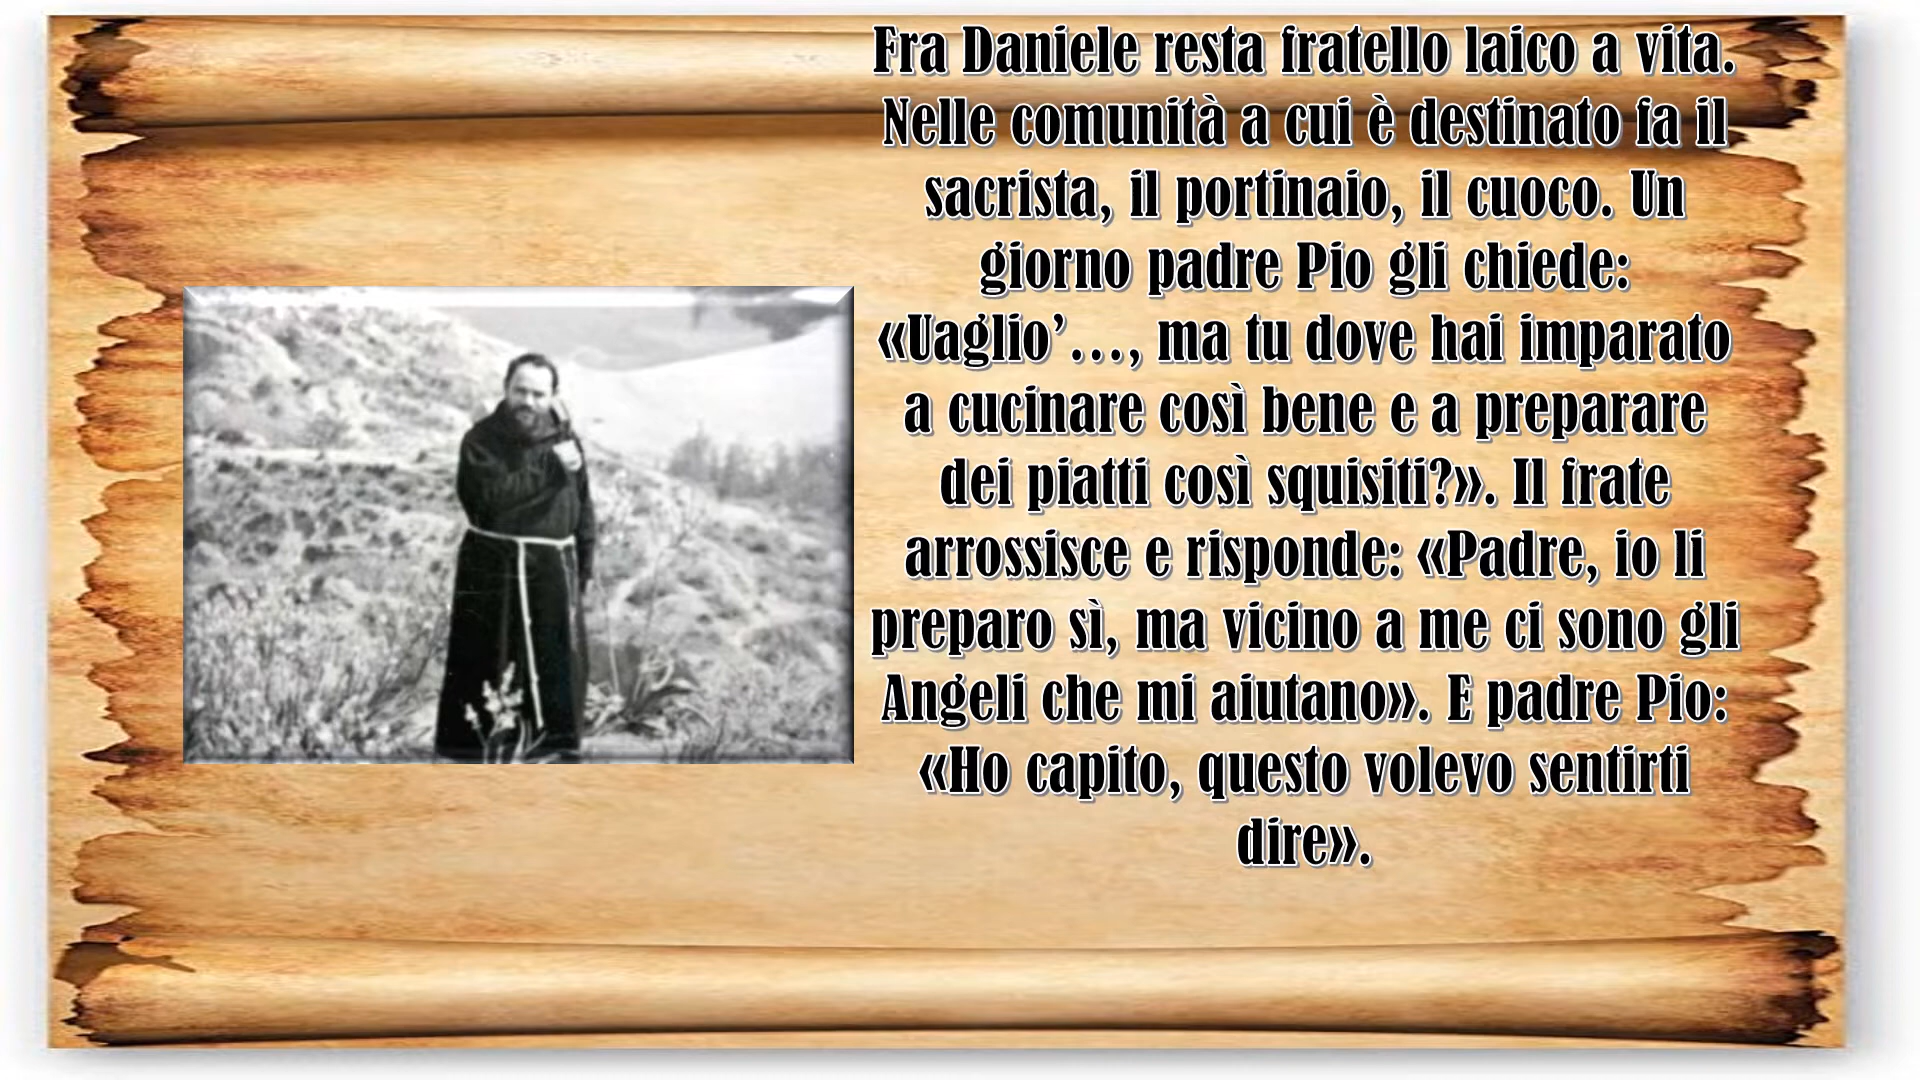 Fra Daniele resta fratello laico a vita.
Nelle comunità a cui è destinato fa il
sacrista, il portinaio, il cuoco. Un
giorno padre Pio gli chiede:
«Uaglio’…, ma tu dove hai imparato
a cucinare così bene e a preparare
dei piatti così squisiti?». Il frate
arrossisce e risponde: «Padre, io li
preparo sì, ma vicino a me ci sono gli
Angeli che mi aiutano». E padre Pio:
«Ho capito, questo volevo sentirti
dire».